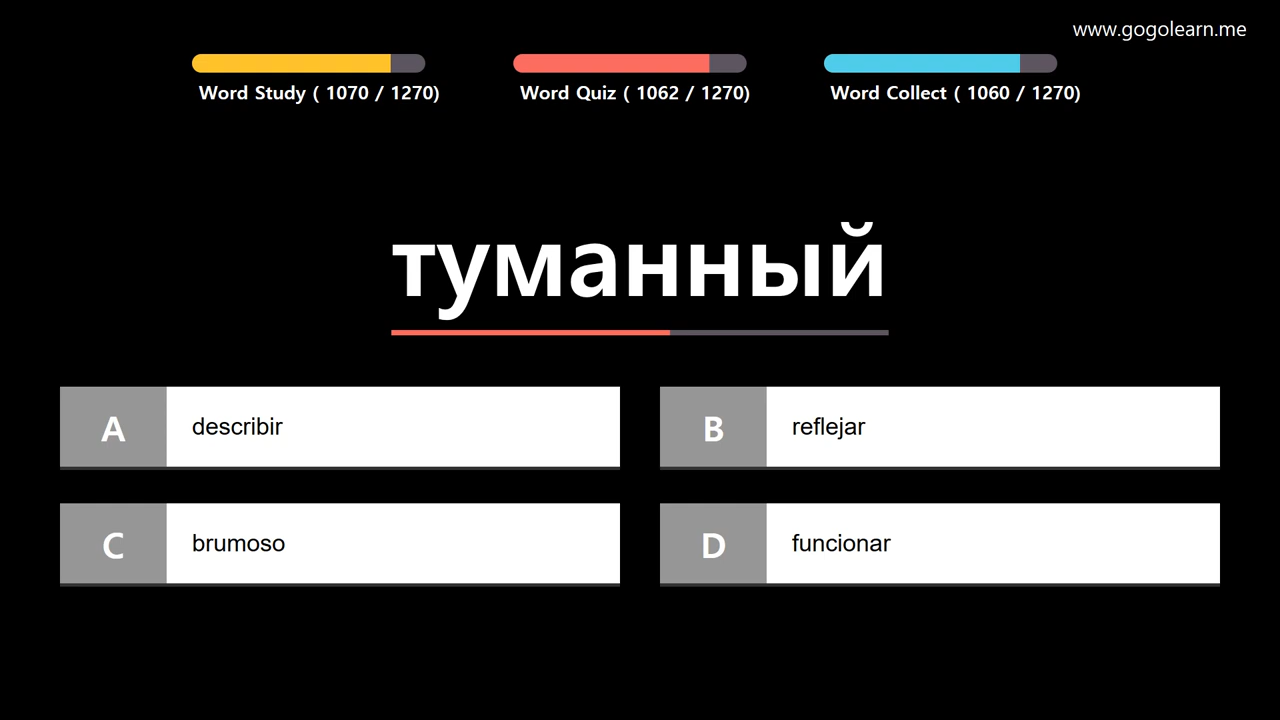 www.gogolearn.me
Word Study ( 1070 / 1270)
Word Quiz ( 1062 / 1270)
Word Collect ( 1060 / 1270)
туманный
A describir
B reflejar
C brumoso
D funcionar